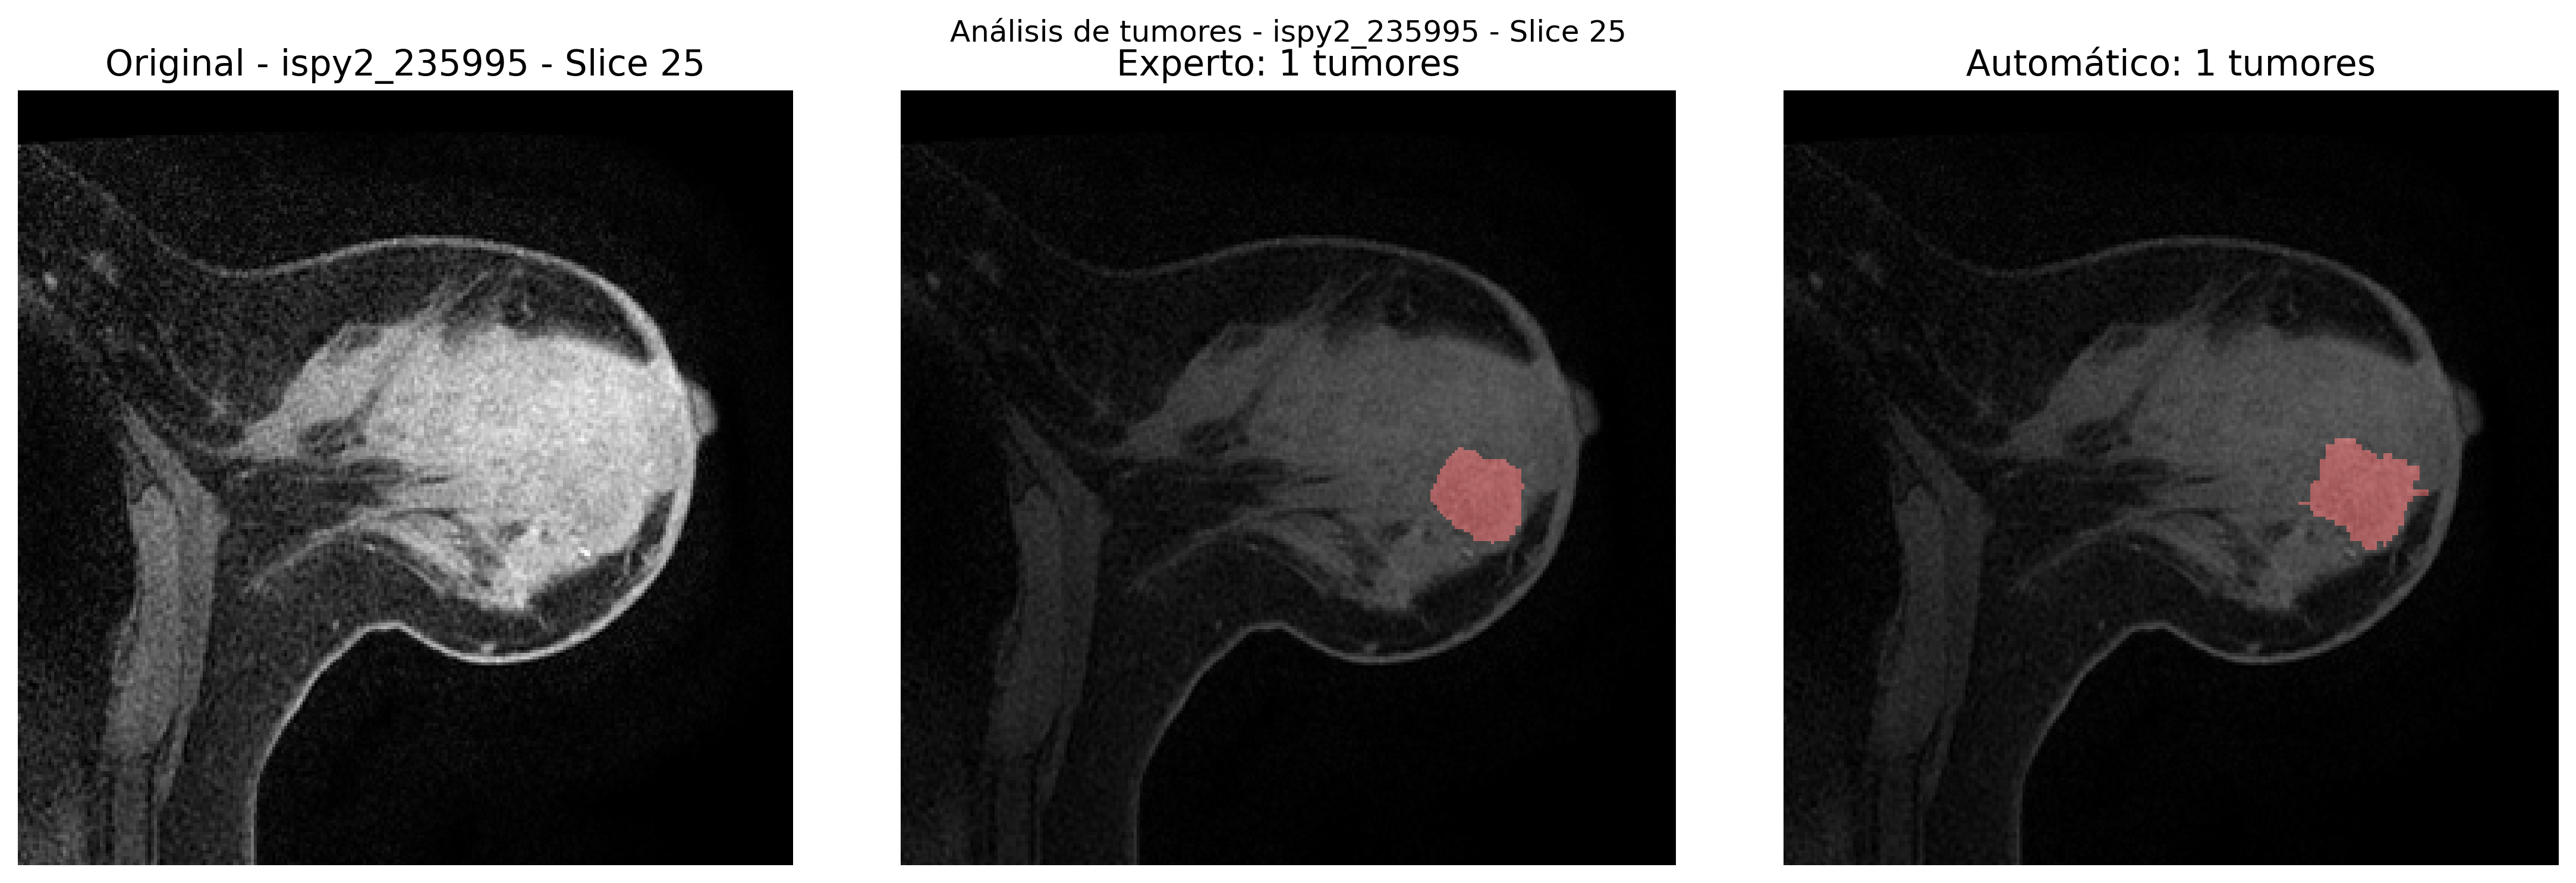 Análisis de tumores - ispy2_235995 - Slice 25
Original - ispy2_235995 - Slice 25
Experto: 1 tumores
Automático: 1 tumores